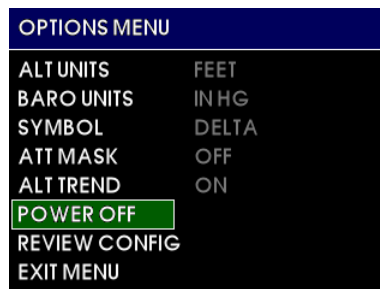 OPTIONS MENU
ALT UNITS FEET
BARO UNITS IN HG
SYMBOL DELTA
ATT MASK OFF
ALT TREND ON
POWER OFF
REVIEW CONFIG
EXIT MENU